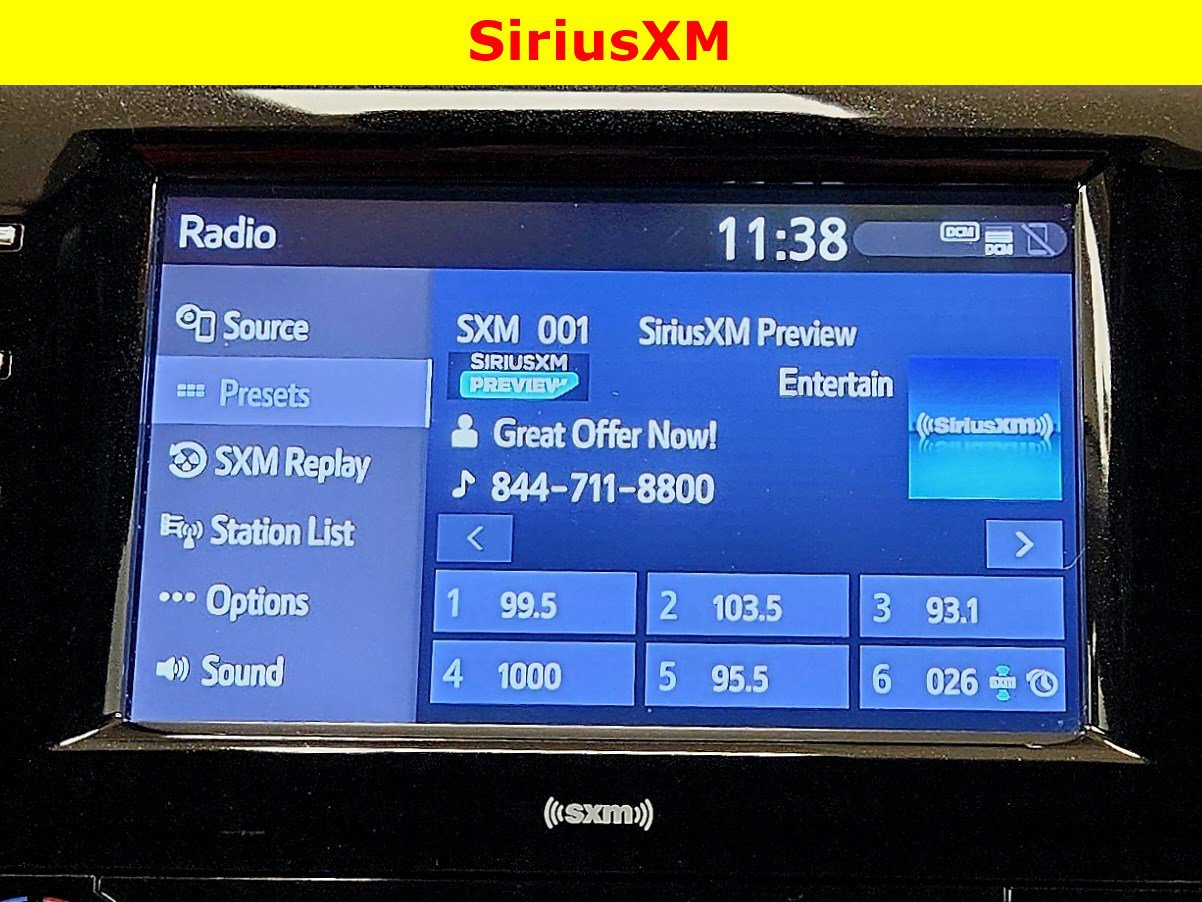 SiriusXM
Radio
11:38
DCM
DCM
Source
Presets
SXM Replay
Station List
Options
Sound
SXM 001 SiriusXM Preview
SIRIUSXM
PREVIEW
Entertain
((SiriusXM))
Great Offer Now!
844-711-8800
<
>
1 99.5
2 103.5
3 93.1
4 1000
5 95.5
6 026 SXM
((sxm))